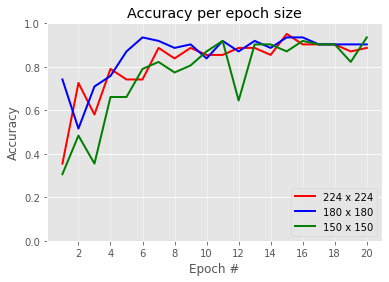 Accuracy per epoch size
Accuracy
1.0
0.8
0.6
0.4
0.2
0.0
224 x 224
180 x 180
150 x 150
2 4 6 8 10 12 14 16 18 20
Epoch #